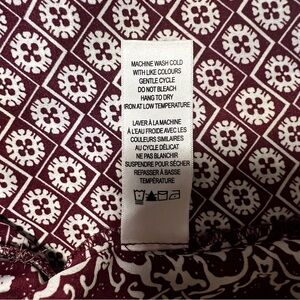 MACHINE WASH COLD
WITH LIKE COLOURS
GENTLE CYCLE
DO NOT BLEACH
HANG TO DRY
IRON AT LOW TEMPERATURE
LAVER À LA MACHINE
À L'EAU FROIDE AVEC LES
COULEURS SIMILAIRES
AU CYCLE DÉLICAT
NE PAS BLANCHIR
SUSPENDRE POUR SÉCHER
REPASSER À BASSE
TEMPÉRATURE